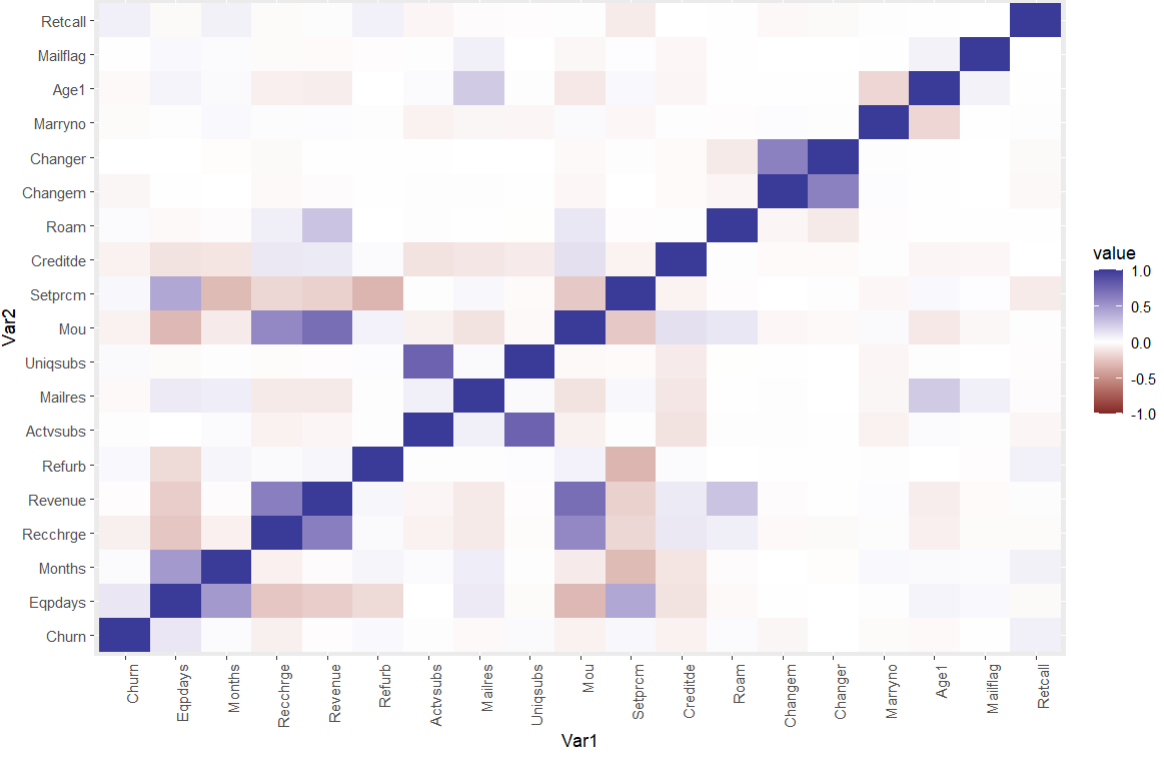 Retcall
Mailflag
Age1
Marryno
Changer
Changem
Roam
Creditde
Setprcm
Mou
Uniqsubs
Mailres
Actvsubs
Refurb
Revenue
Recchrge
Months
Eqpdays
Churn
Var2
Churn
Eqpdays
Months
Recchrge
Revenue
Refurb
Actvsubs
Mailres
Uniqsubs
Mou
Setprcm
Creditde
Roam
Changem
Changer
Marryno
Age1
Mailflag
Retcall
Var1
value
1.0
0.5
0.0
-0.5
-1.0